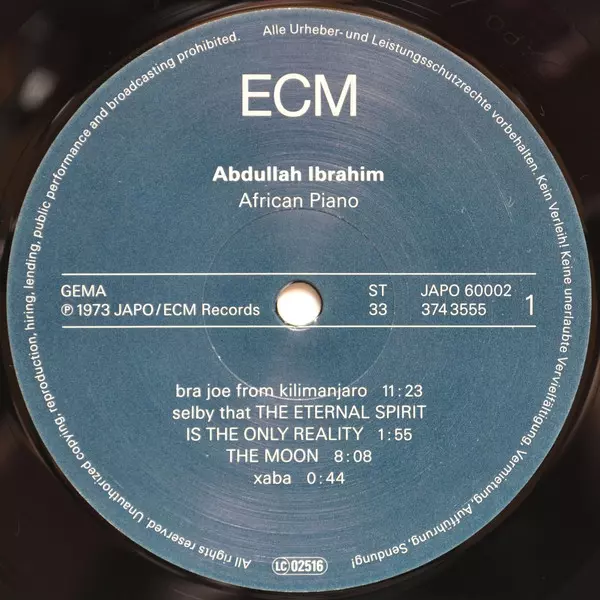 ECM
Abdullah Ibrahim
African Piano
GEMA
℗ 1973 JAPO/ECM Records
ST
33
JAPO 60002
374 3555
1
bra joe from kilimanjaro 11:23
selby that THE ETERNAL SPIRIT
IS THE ONLY REALITY 1:55
THE MOON 8:08
xaba 0:44
LC 02516
All rights reserved. Unauthorized copying, reproduction, hiring, lending, public performance and broadcasting prohibited.
Alle Urheber- und Leistungsschutzrechte vorbehalten. Kein Verleih! Keine unerlaubte Vervielfältigung, Vermietung, Aufführung, Sendung!